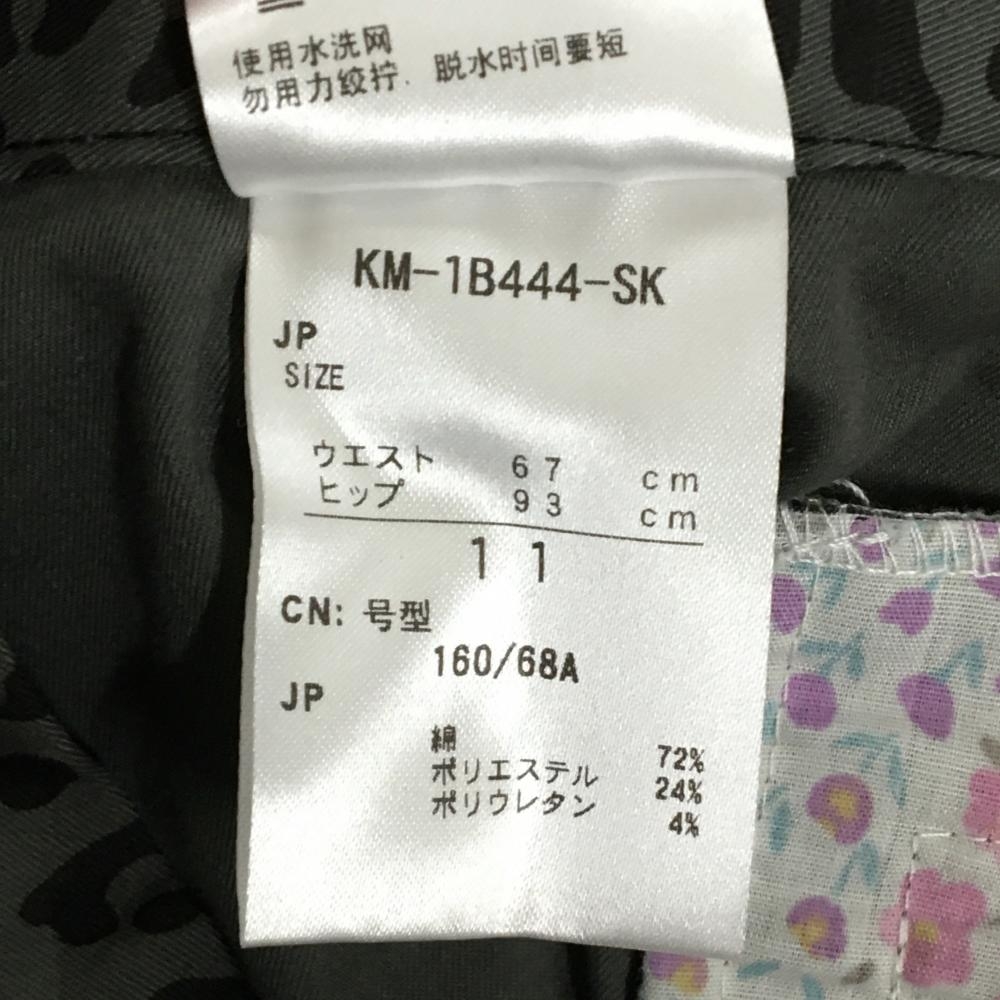 使用水洗网
勿用力绞拧. 脱水时间要短
KM-1B444-SK
JP
SIZE
ウエスト 67 cm
ヒップ 93 cm
11
CN: 号型
160/68A
JP
綿 72%
ポリエステル 24%
ポリウレタン 4%